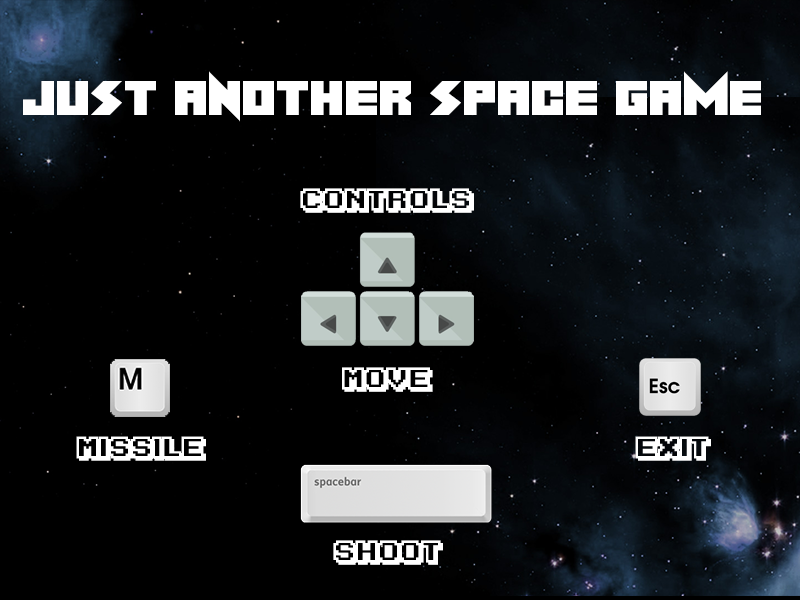 JUST ANOTHER SPACE GAME
CONTROLS
MOVE
M
MISSILE
Esc
EXIT
spacebar
SHOOT